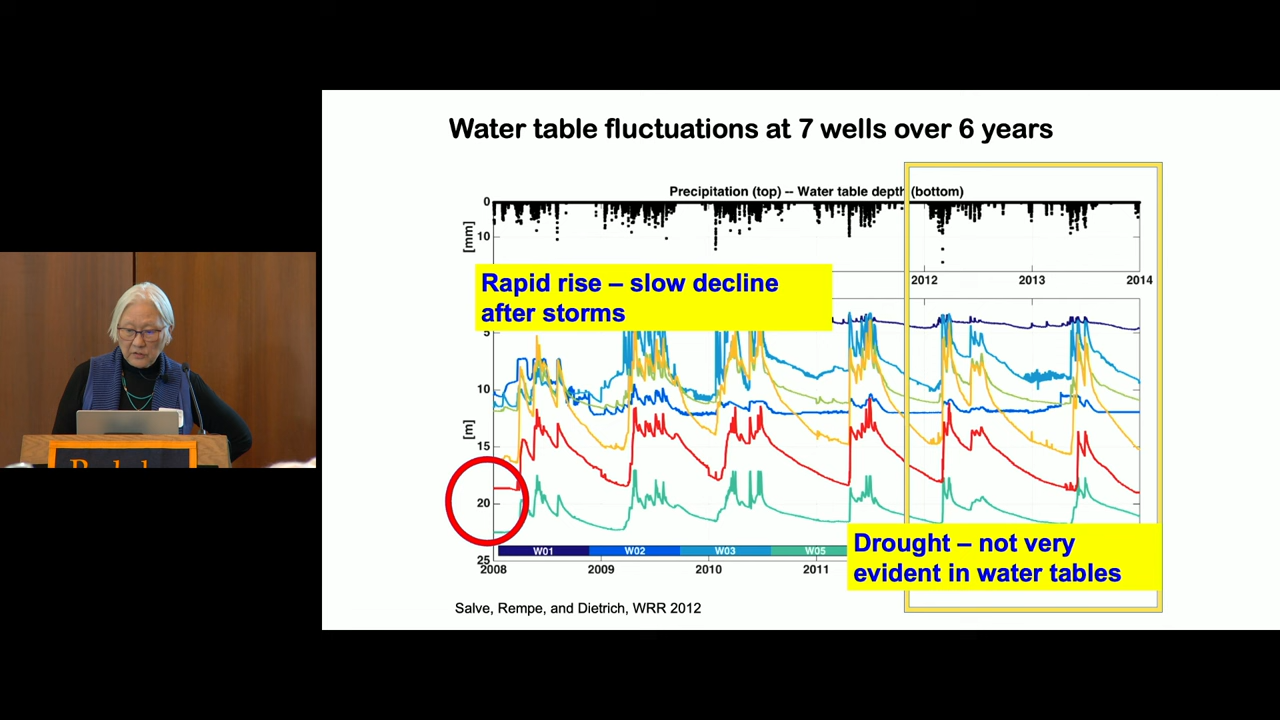 Water table fluctuations at 7 wells over 6 years
Precipitation (top) -- Water table depth (bottom)
0
[mm]
10
2012 2013 2014
Rapid rise – slow decline
after storms
5
10
[m]
15
20
25
W01 W02 W03 W05
2008 2009 2010 2011
Drought – not very
evident in water tables
Salve, Rempe, and Dietrich, WRR 2012